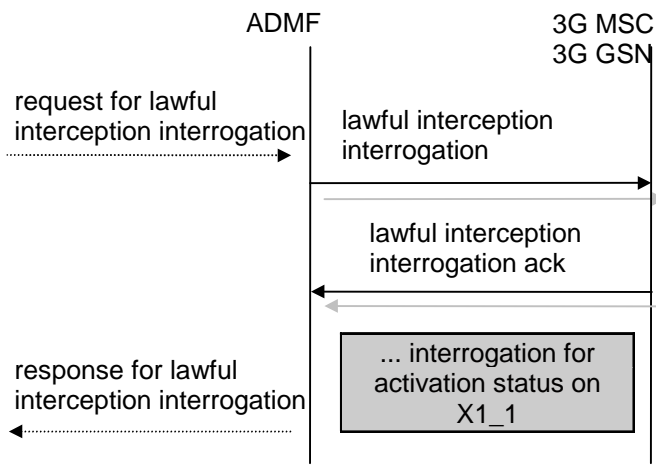 ADMF
3G MSC
3G GSN
request for lawful
interception interrogation
lawful interception
interrogation
lawful interception
interrogation ack
... interrogation for
activation status on
X1_1
response for lawful
interception interrogation